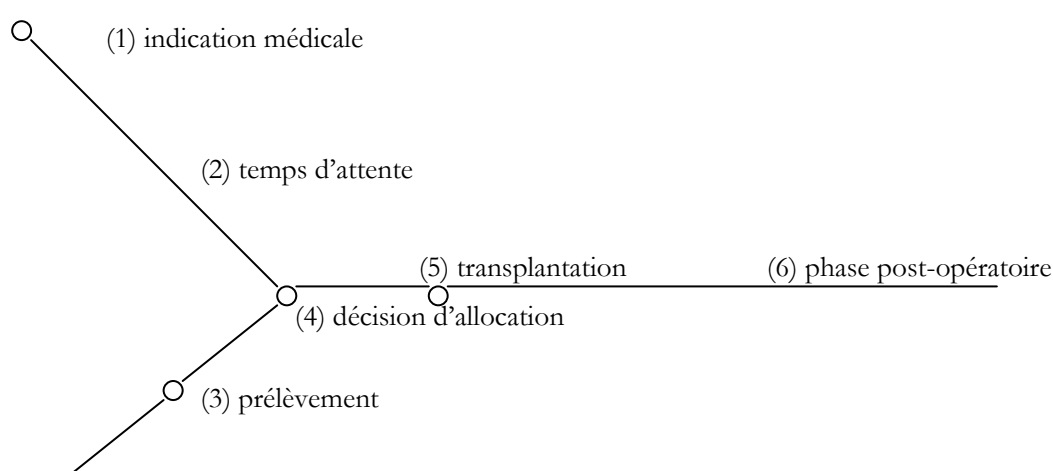 (1) indication médicale
(2) temps d’attente
(5) transplantation
(6) phase post-opératoire
(4) décision d’allocation
(3) prélèvement